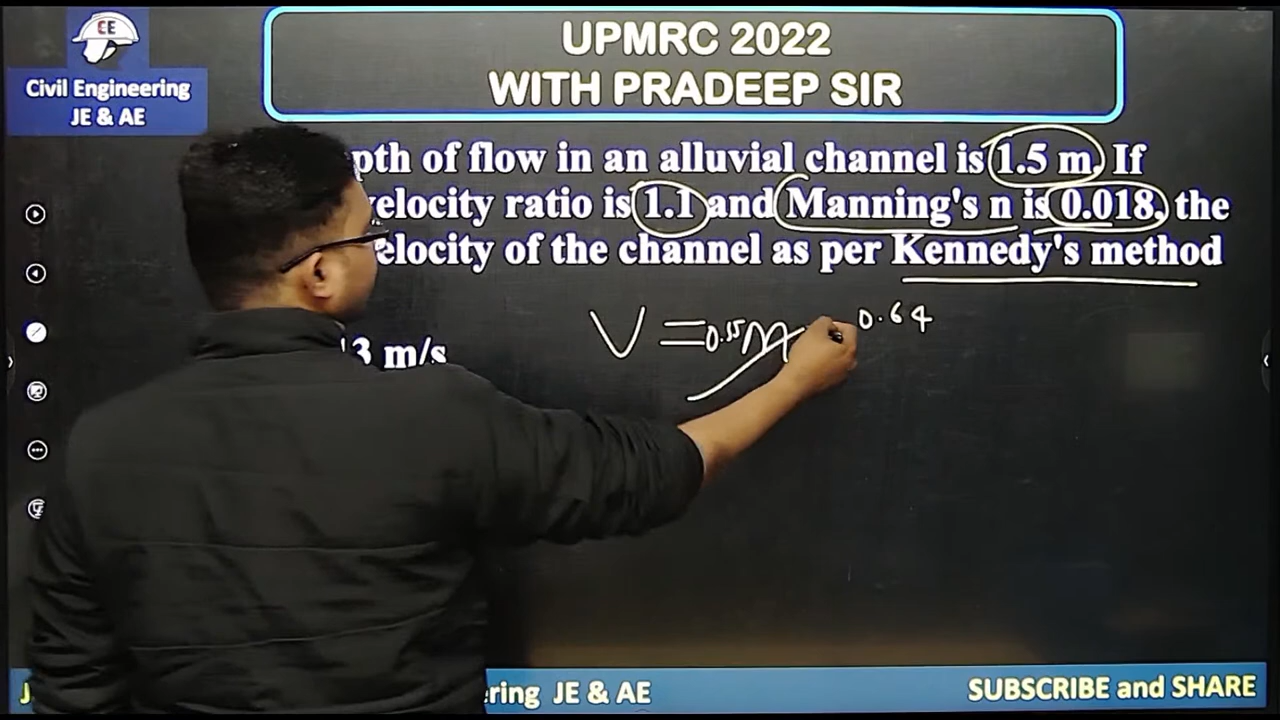 CE
Civil Engineering
JE & AE
UPMRC 2022
WITH PRADEEP SIR
pth of flow in an alluvial channel is 1.5 m, If
velocity ratio is 1.1 and Manning's n is 0.018, the
elocity of the channel as per Kennedy's method
3 m/s
V = 0.55 m 0.64
J
ring JE & AE
SUBSCRIBE and SHARE